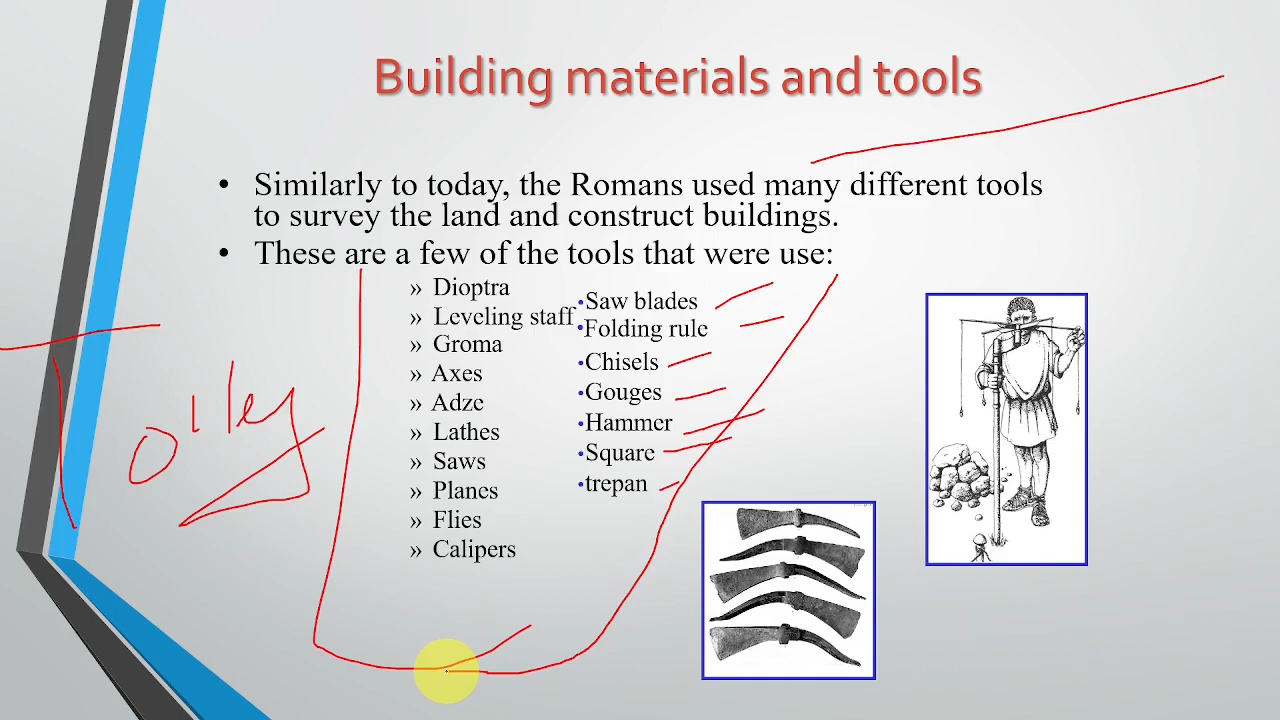 Building materials and tools
• Similarly to today, the Romans used many different tools
to survey the land and construct buildings.
• These are a few of the tools that were use:
» Dioptra
» Leveling staff
» Groma
» Axes
» Adze
» Lathes
» Saws
» Planes
» Flies
» Calipers
•Saw blades
•Folding rule
•Chisels
•Gouges
•Hammer
•Square
•trepan